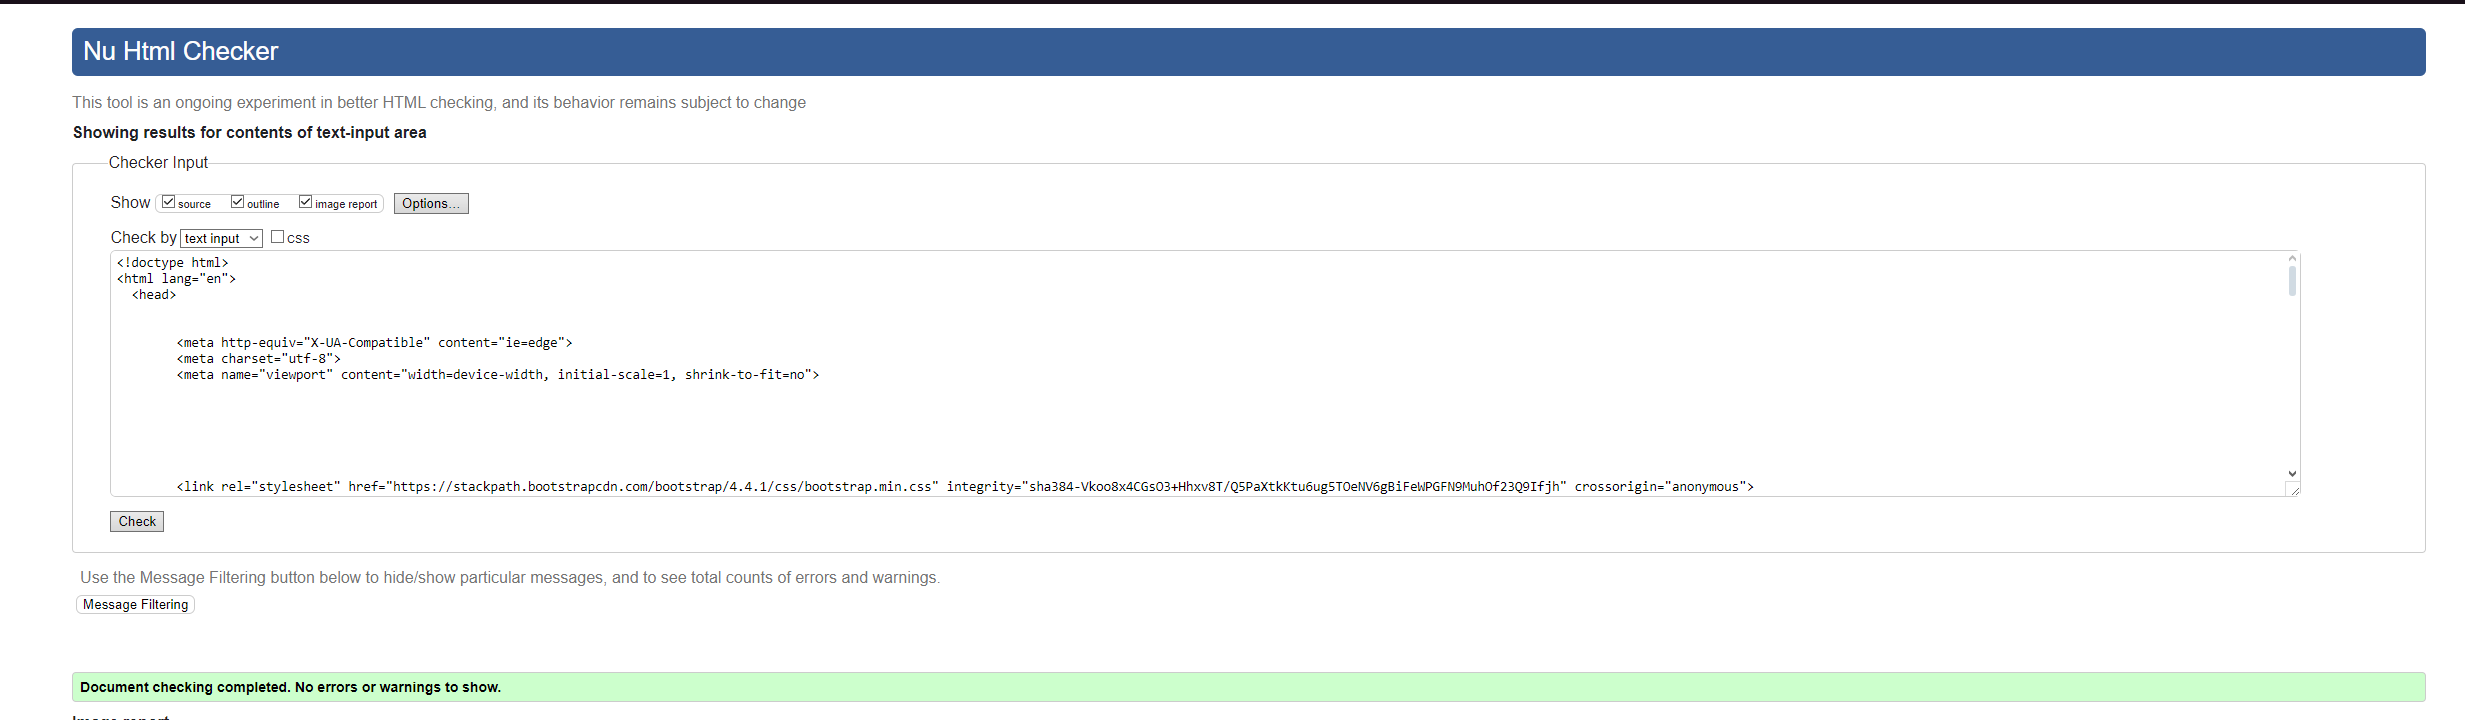 Nu Html Checker
This tool is an ongoing experiment in better HTML checking, and its behavior remains subject to change
Showing results for contents of text-input area
Checker Input
Show source outline image report Options...
Check by text input css
<!doctype html>
<html lang="en">
<head>
<meta http-equiv="X-UA-Compatible" content="ie=edge">
<meta charset="utf-8">
<meta name="viewport" content="width=device-width, initial-scale=1, shrink-to-fit=no">
<link rel="stylesheet" href="https://stackpath.bootstrapcdn.com/bootstrap/4.4.1/css/bootstrap.min.css" integrity="sha384-Vkoo8x4CGsO3+Hhxv8T/Q5PaXtkKtu6ug5TOeNV6gBiFeWPGFN9MuhOf23Q9Ifjh" crossorigin="anonymous">
Check
Use the Message Filtering button below to hide/show particular messages, and to see total counts of errors and warnings.
Message Filtering
Document checking completed. No errors or warnings to show.
Image report